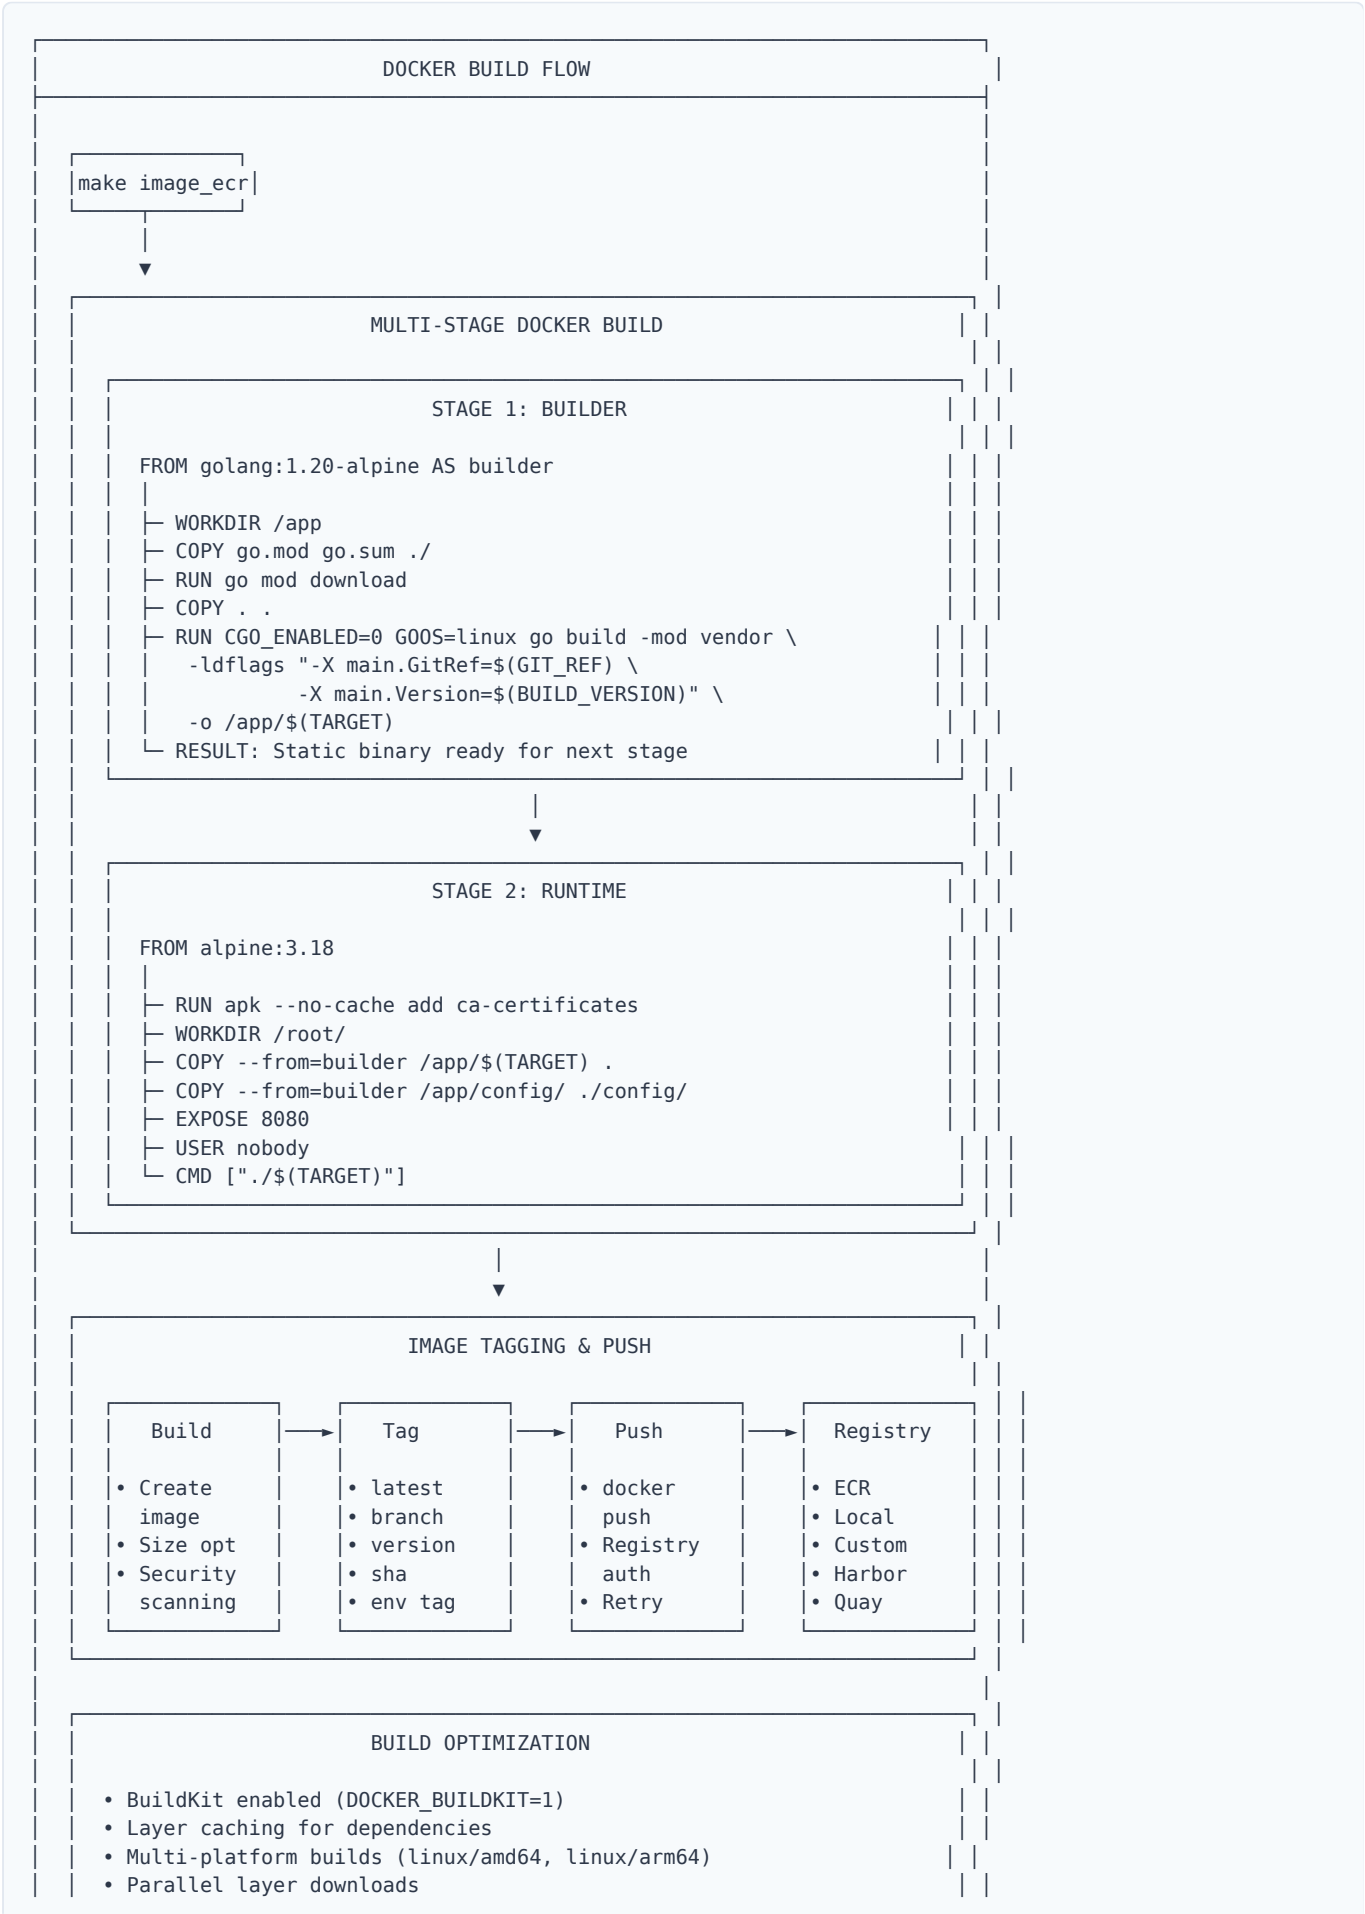 DOCKER BUILD FLOW
make image_ecr
MULTI-STAGE DOCKER BUILD
STAGE 1: BUILDER
FROM golang:1.20-alpine AS builder
WORKDIR /app
COPY go.mod go.sum ./
RUN go mod download
COPY . .
RUN CGO_ENABLED=0 GOOS=linux go build -mod vendor \
-ldflags "-X main.GitRef=$(GIT_REF) \
-X main.Version=$(BUILD_VERSION)" \
-o /app/$(TARGET)
RESULT: Static binary ready for next stage
STAGE 2: RUNTIME
FROM alpine:3.18
RUN apk --no-cache add ca-certificates
WORKDIR /root/
COPY --from=builder /app/$(TARGET) .
COPY --from=builder /app/config/ ./config/
EXPOSE 8080
USER nobody
CMD ["./$(TARGET)"]
IMAGE TAGGING & PUSH
Build
• Create
image
• Size opt
• Security
scanning
Tag
• latest
• branch
• version
• sha
• env tag
Push
• docker
push
• Registry
auth
• Retry
Registry
• ECR
• Local
• Custom
• Harbor
• Quay
BUILD OPTIMIZATION
• BuildKit enabled (DOCKER_BUILDKIT=1)
• Layer caching for dependencies
• Multi-platform builds (linux/amd64, linux/arm64)
• Parallel layer downloads